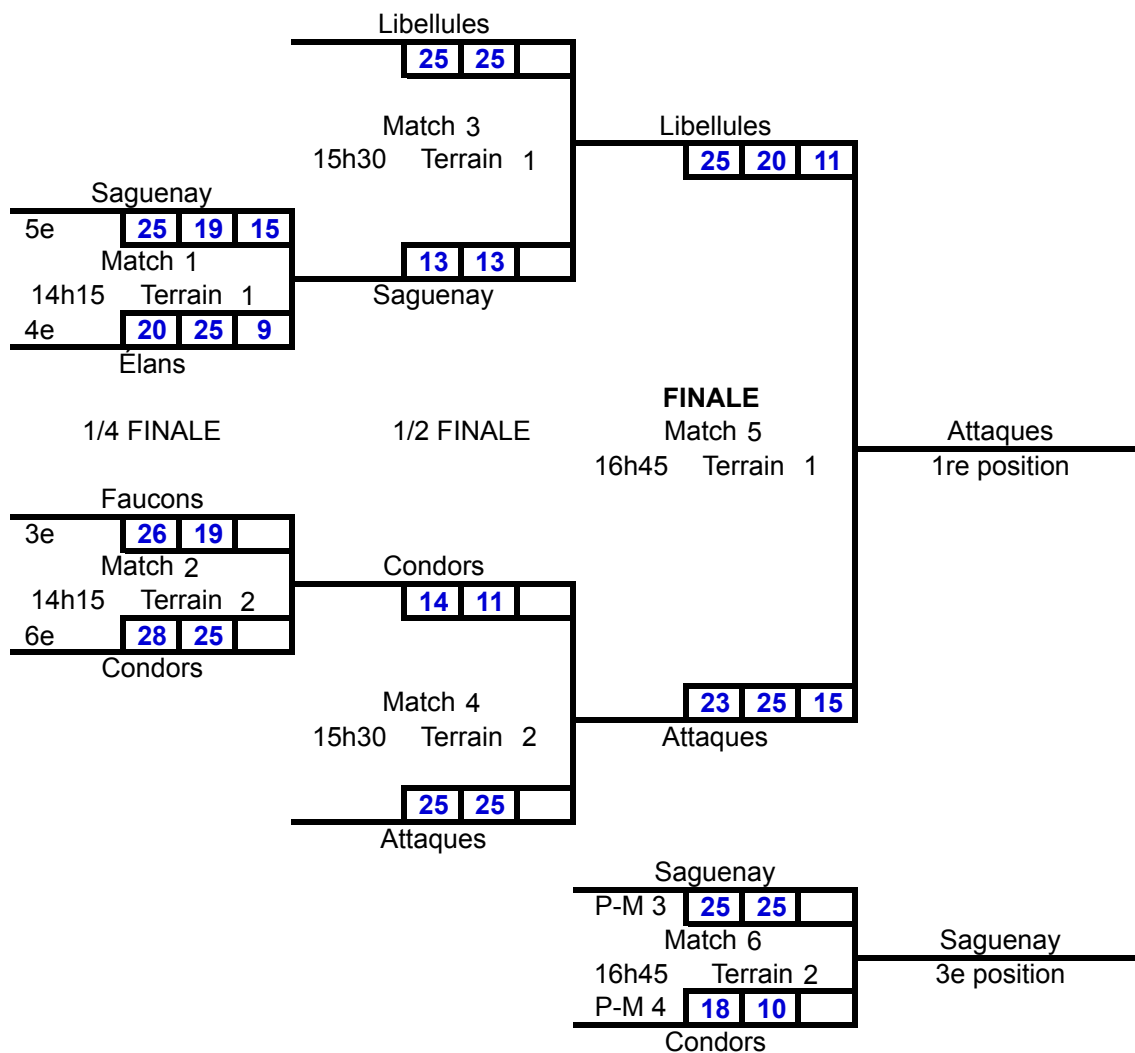 Libellules
25 25
Match 3
15h30 Terrain 1
Libellules
25 20 11
Saguenay
5e 25 19 15
Match 1
14h15 Terrain 1
4e 20 25 9
Élans
13 13
Saguenay
1/4 FINALE
1/2 FINALE
FINALE
Match 5
16h45 Terrain 1
Attaques
1re position
Faucons
3e 26 19
Match 2
14h15 Terrain 2
6e 28 25
Condors
Condors
14 11
Match 4
15h30 Terrain 2
25 25
Attaques
23 25 15
Attaques
Saguenay
P-M 3 25 25
Match 6
16h45 Terrain 2
P-M 4 18 10
Condors
Saguenay
3e position